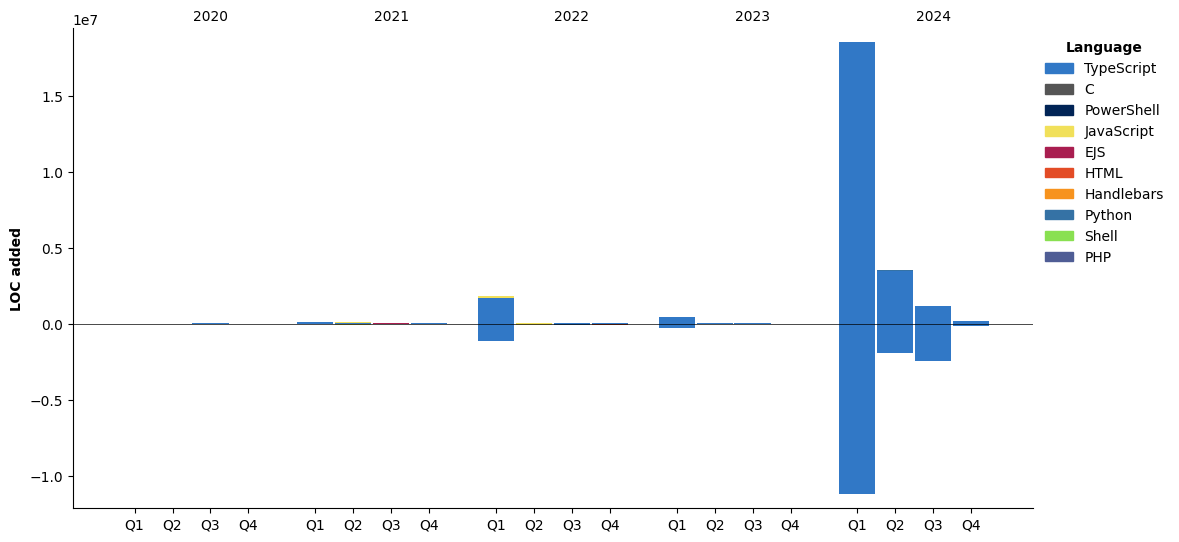 1e7
2020 2021 2022 2023 2024
LOC added
1.5
1.0
0.5
0.0
−0.5
−1.0
Q1 Q2 Q3 Q4 Q1 Q2 Q3 Q4 Q1 Q2 Q3 Q4 Q1 Q2 Q3 Q4 Q1 Q2 Q3 Q4
Language
TypeScript
C
PowerShell
JavaScript
EJS
HTML
Handlebars
Python
Shell
PHP